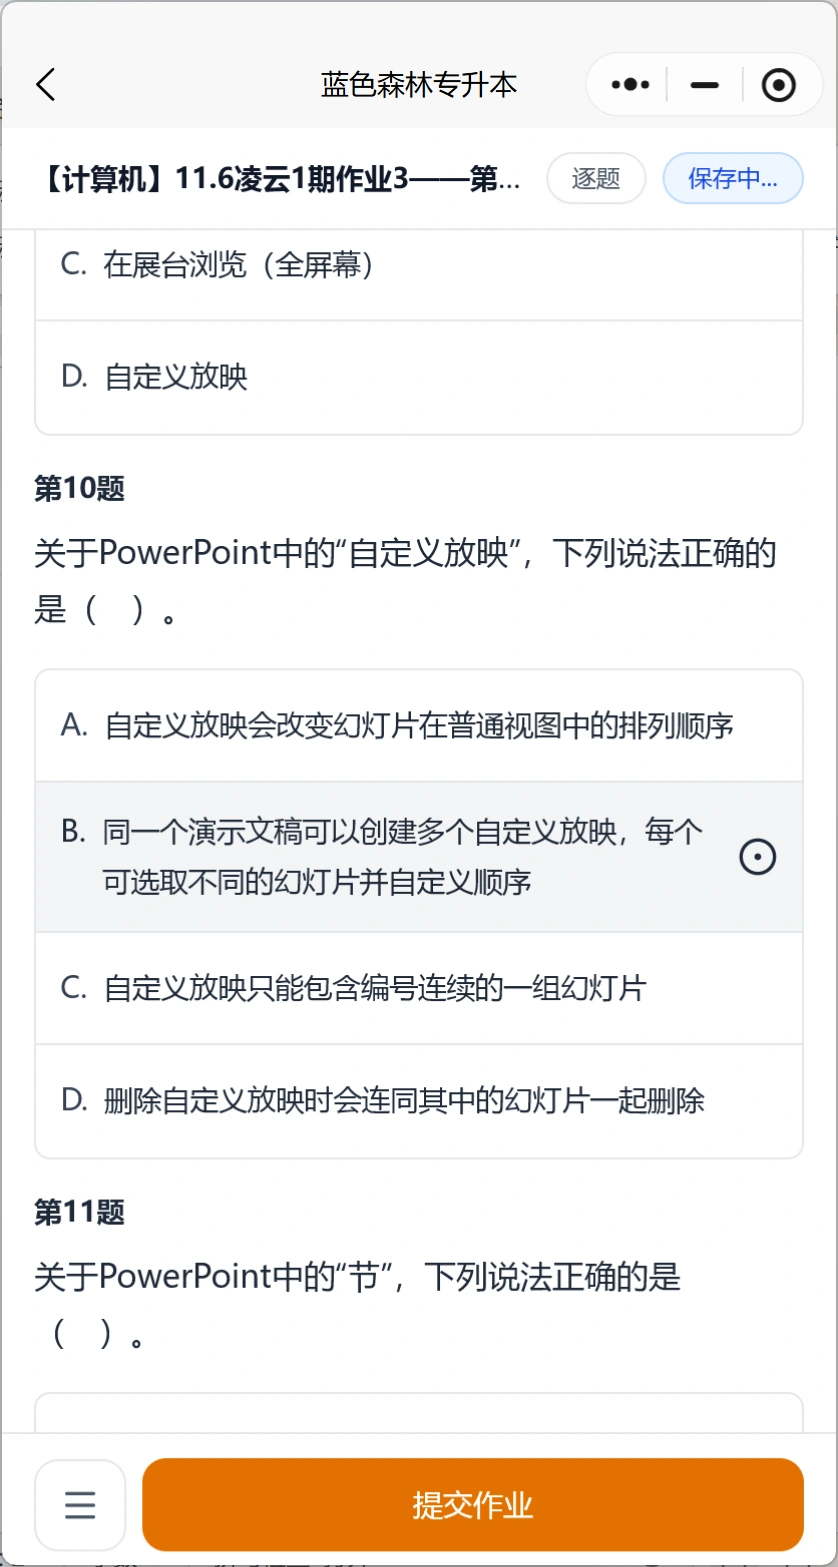 蓝色森林专升本
【计算机】11.6凌云1期作业3——第...
逐题
保存中...
C. 在展台浏览（全屏幕）
D. 自定义放映
第10题
关于PowerPoint中的“自定义放映”，下列说法正确的
是（ ）。
A. 自定义放映会改变幻灯片在普通视图中的排列顺序
B. 同一个演示文稿可以创建多个自定义放映，每个
可选取不同的幻灯片并自定义顺序
C. 自定义放映只能包含编号连续的一组幻灯片
D. 删除自定义放映时会连同其中的幻灯片一起删除
第11题
关于PowerPoint中的“节”，下列说法正确的是
（ ）。
提交作业